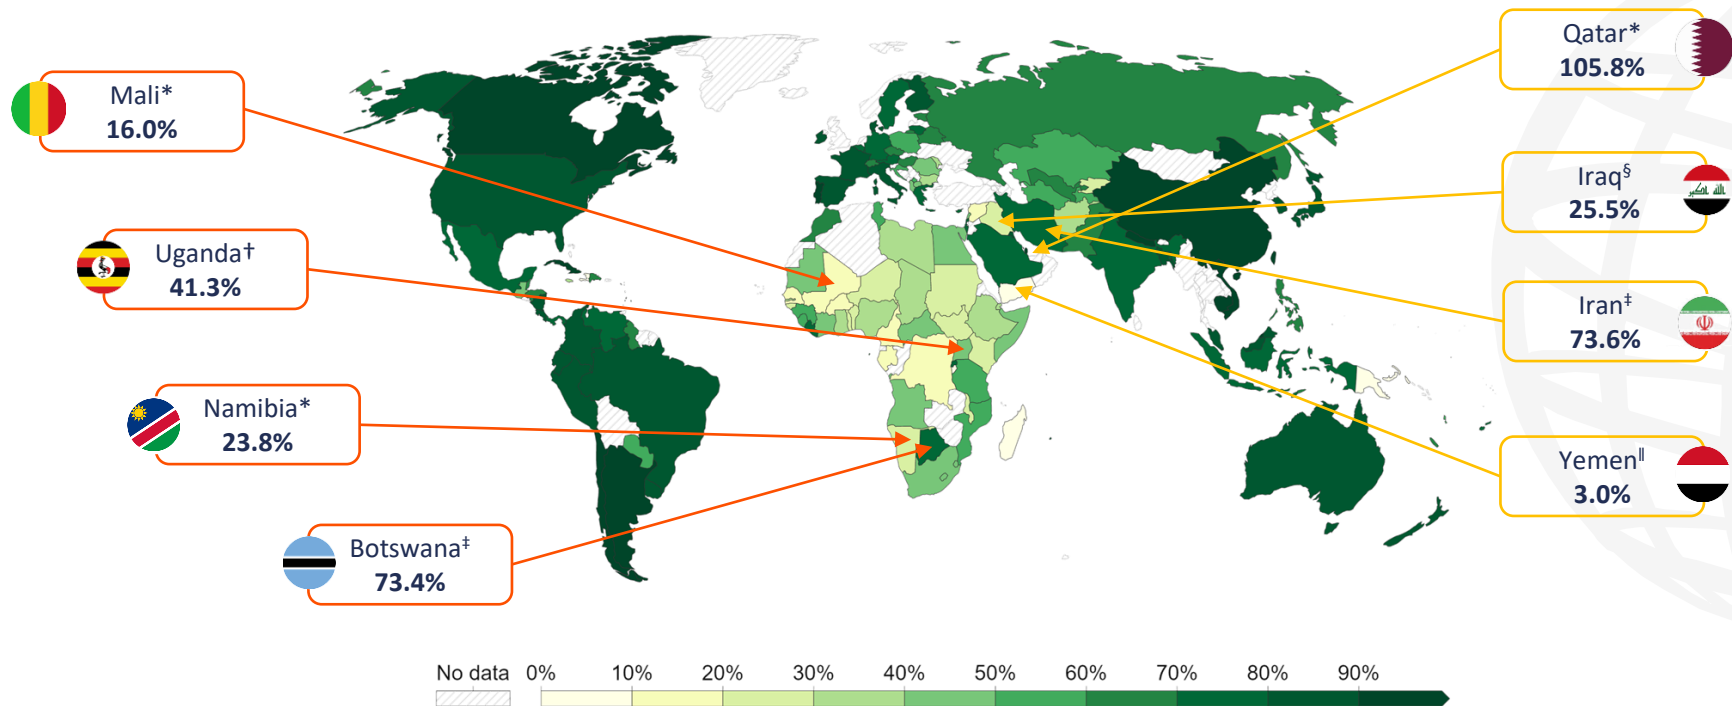 Mali*
16.0%
Uganda†
41.3%
Namibia*
23.8%
Botswana‡
73.4%
Qatar*
105.8%
Iraq§
25.5%
Iran‡
73.6%
Yemen‖
3.0%
No data 0% 10% 20% 30% 40% 50% 60% 70% 80% 90%